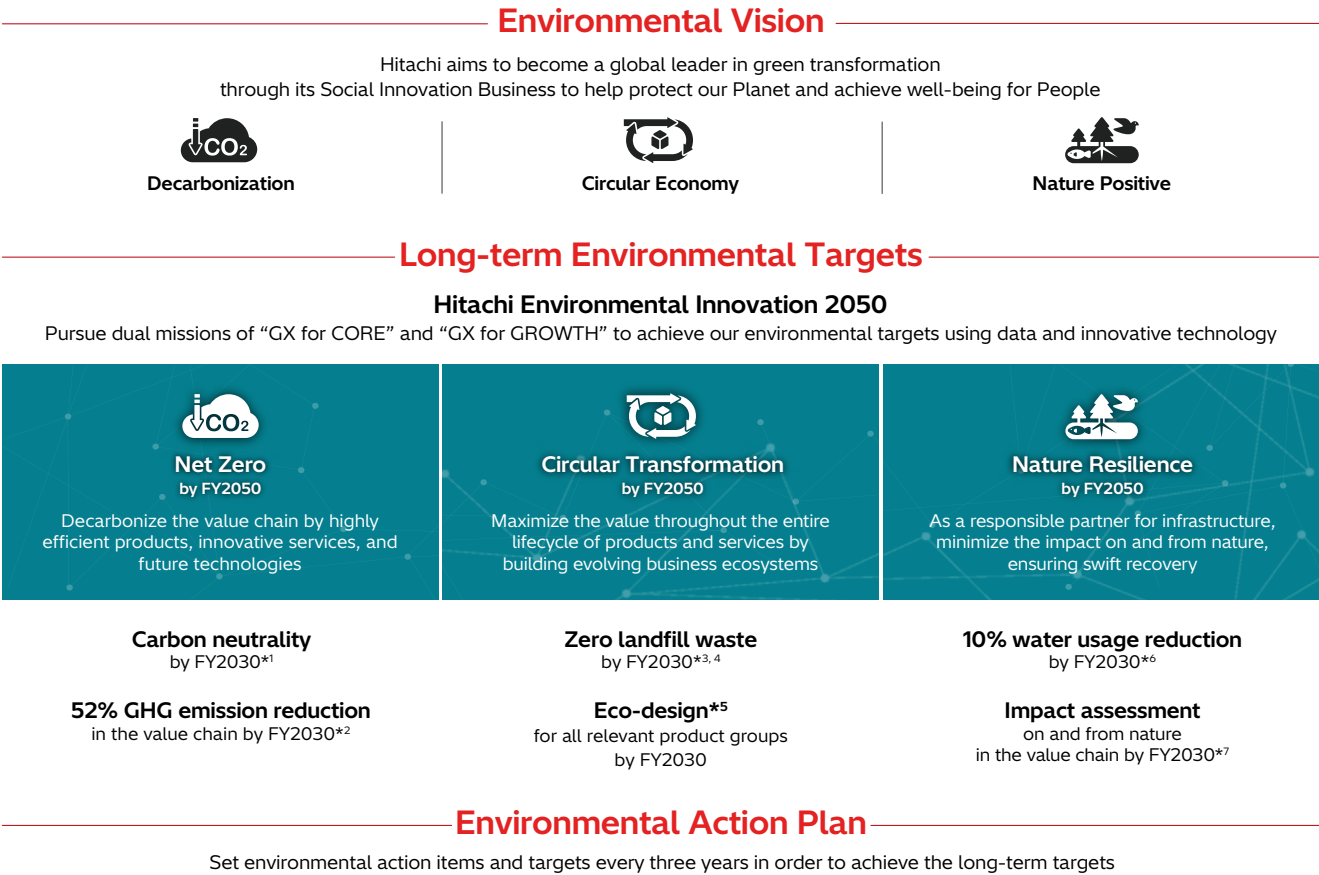 Environmental Vision
Hitachi aims to become a global leader in green transformation
through its Social Innovation Business to help protect our Planet and achieve well-being for People
CO₂
Decarbonization
Circular Economy
Nature Positive
Long-term Environmental Targets
Hitachi Environmental Innovation 2050
Pursue dual missions of “GX for CORE” and “GX for GROWTH” to achieve our environmental targets using data and innovative technology
CO₂
Net Zero
by FY2050
Decarbonize the value chain by highly
efficient products, innovative services, and
future technologies
Circular Transformation
by FY2050
Maximize the value throughout the entire
lifecycle of products and services by
building evolving business ecosystems
Nature Resilience
by FY2050
As a responsible partner for infrastructure,
minimize the impact on and from nature,
ensuring swift recovery
Carbon neutrality
by FY2030*¹
52% GHG emission reduction
in the value chain by FY2030*²
Zero landfill waste
by FY2030*³˒ ⁴
Eco-design*⁵
for all relevant product groups
by FY2030
10% water usage reduction
by FY2030*⁶
Impact assessment
on and from nature
in the value chain by FY2030*⁷
Environmental Action Plan
Set environmental action items and targets every three years in order to achieve the long-term targets